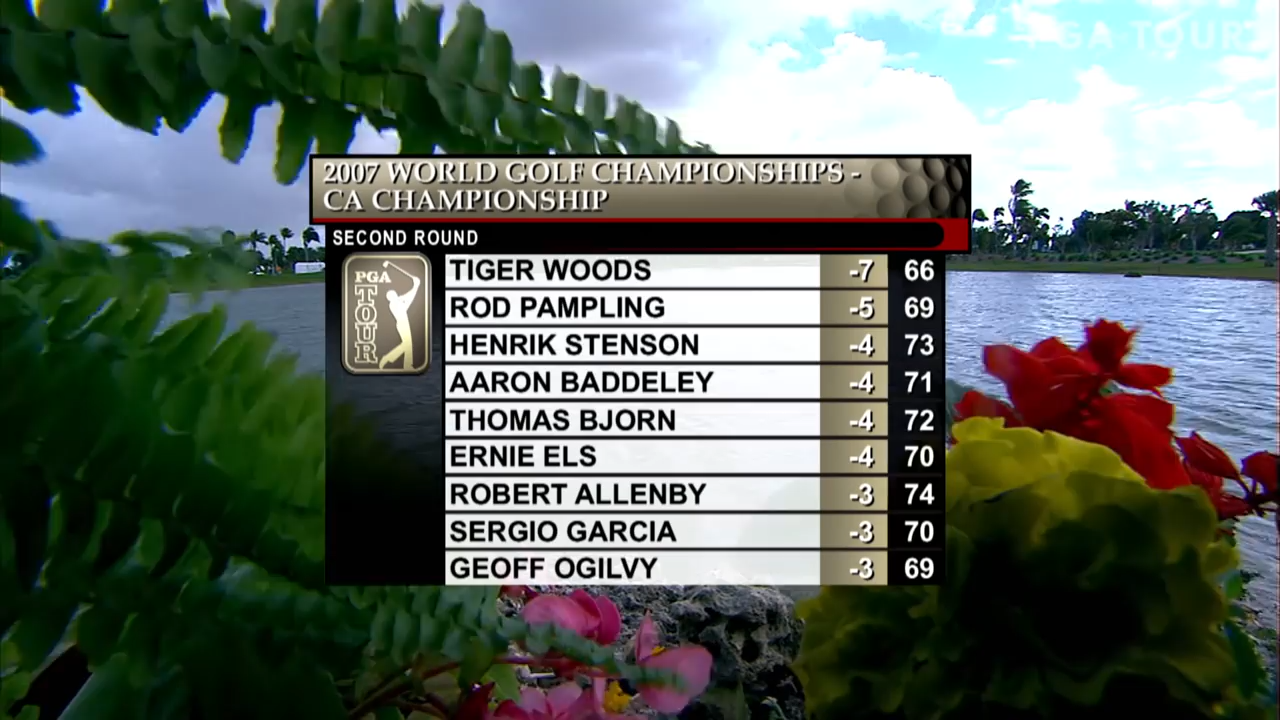 PGA TOUR
2007 WORLD GOLF CHAMPIONSHIPS -
CA CHAMPIONSHIP
SECOND ROUND
PGA TOUR
TIGER WOODS -7 66
ROD PAMPLING -5 69
HENRIK STENSON -4 73
AARON BADDELEY -4 71
THOMAS BJORN -4 72
ERNIE ELS -4 70
ROBERT ALLENBY -3 74
SERGIO GARCIA -3 70
GEOFF OGILVY -3 69